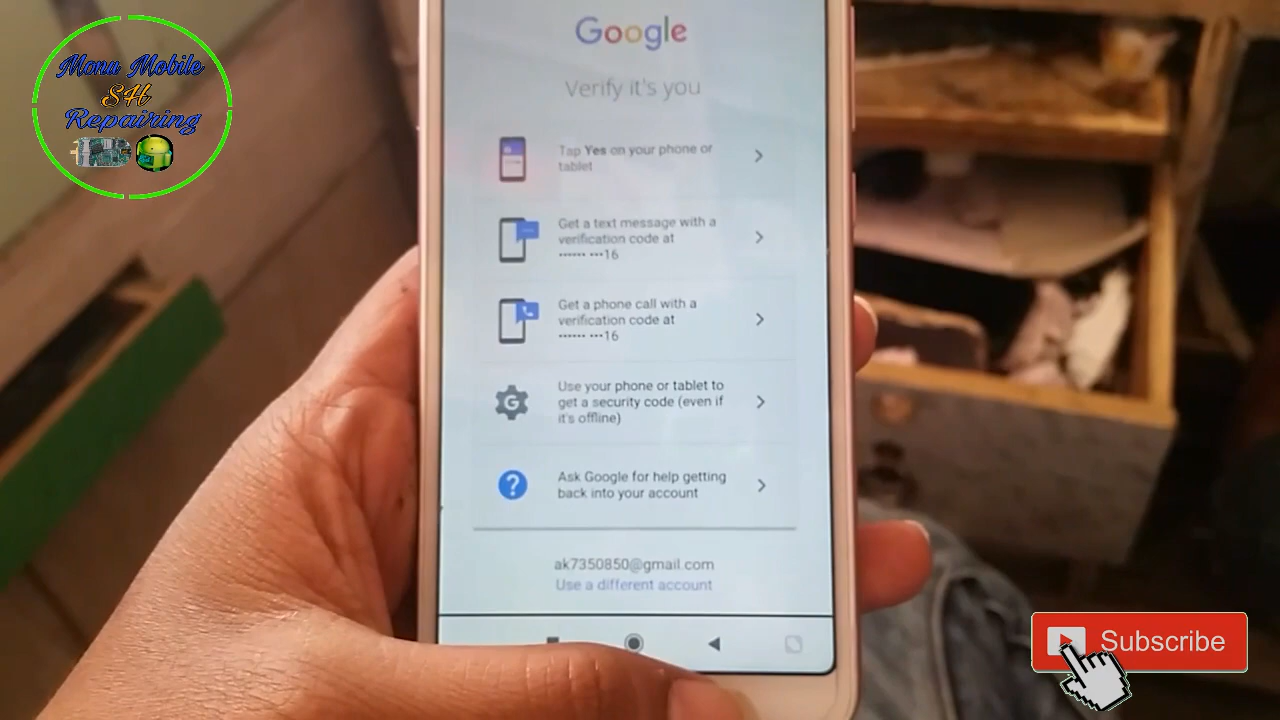 Monu Mobile
SH
Repairing
Google
Verify it's you
Tap Yes on your phone or
tablet
Get a text message with a
verification code at
•••••• •••16
Get a phone call with a
verification code at
•••••• •••16
Use your phone or tablet to
get a security code (even if
it's offline)
Ask Google for help getting
back into your account
ak7350850@gmail.com
Use a different account
Subscribe